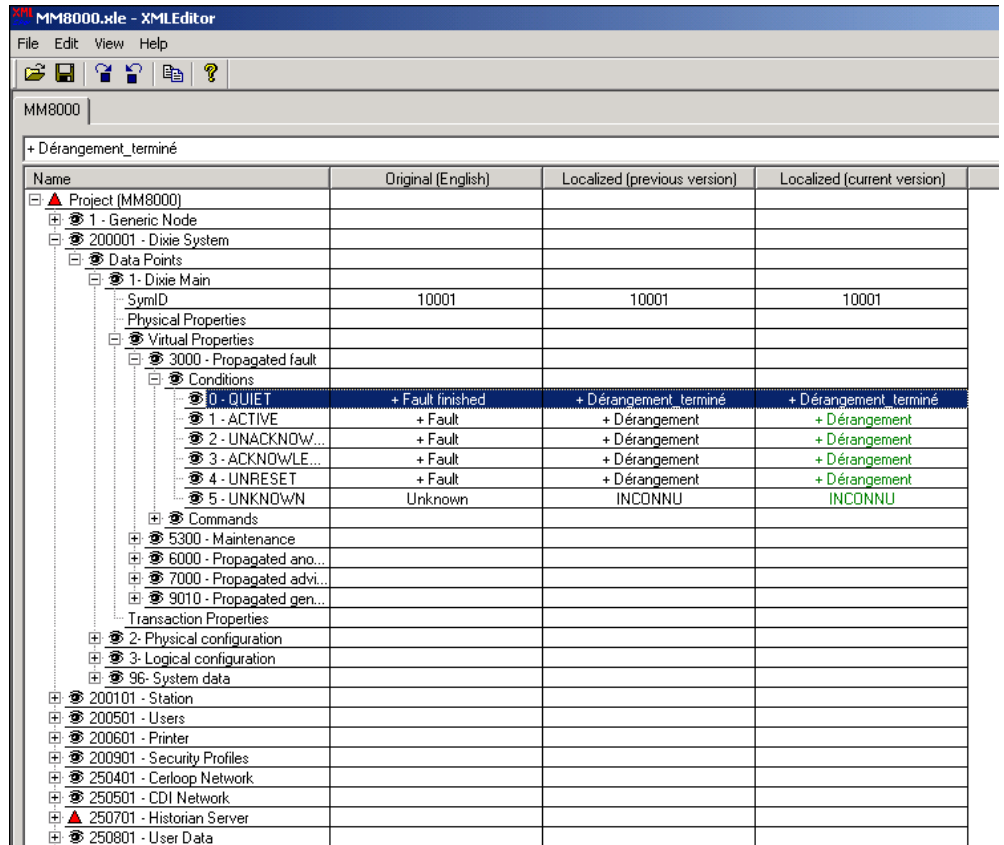 XML MM8000.xle - XMLEditor
File Edit View Help
MM8000
+ Dérangement_terminé
Name Original (English) Localized (previous version) Localized (current version)
Project (MM8000)
1 - Generic Node
200001 - Dixie System
Data Points
1- Dixie Main
SymID 10001 10001 10001
Physical Properties
Virtual Properties
3000 - Propagated fault
Conditions
0 - QUIET + Fault finished + Dérangement_terminé + Dérangement_terminé
1 - ACTIVE + Fault + Dérangement + Dérangement
2 - UNACKNOW... + Fault + Dérangement + Dérangement
3 - ACKNOWLE... + Fault + Dérangement + Dérangement
4 - UNRESET + Fault + Dérangement + Dérangement
5 - UNKNOWN Unknown INCONNU INCONNU
Commands
5300 - Maintenance
6000 - Propagated ano...
7000 - Propagated advi...
9010 - Propagated gen...
Transaction Properties
2- Physical configuration
3- Logical configuration
96- System data
200101 - Station
200501 - Users
200601 - Printer
200901 - Security Profiles
250401 - Cerloop Network
250501 - CDI Network
250701 - Historian Server
250801 - User Data